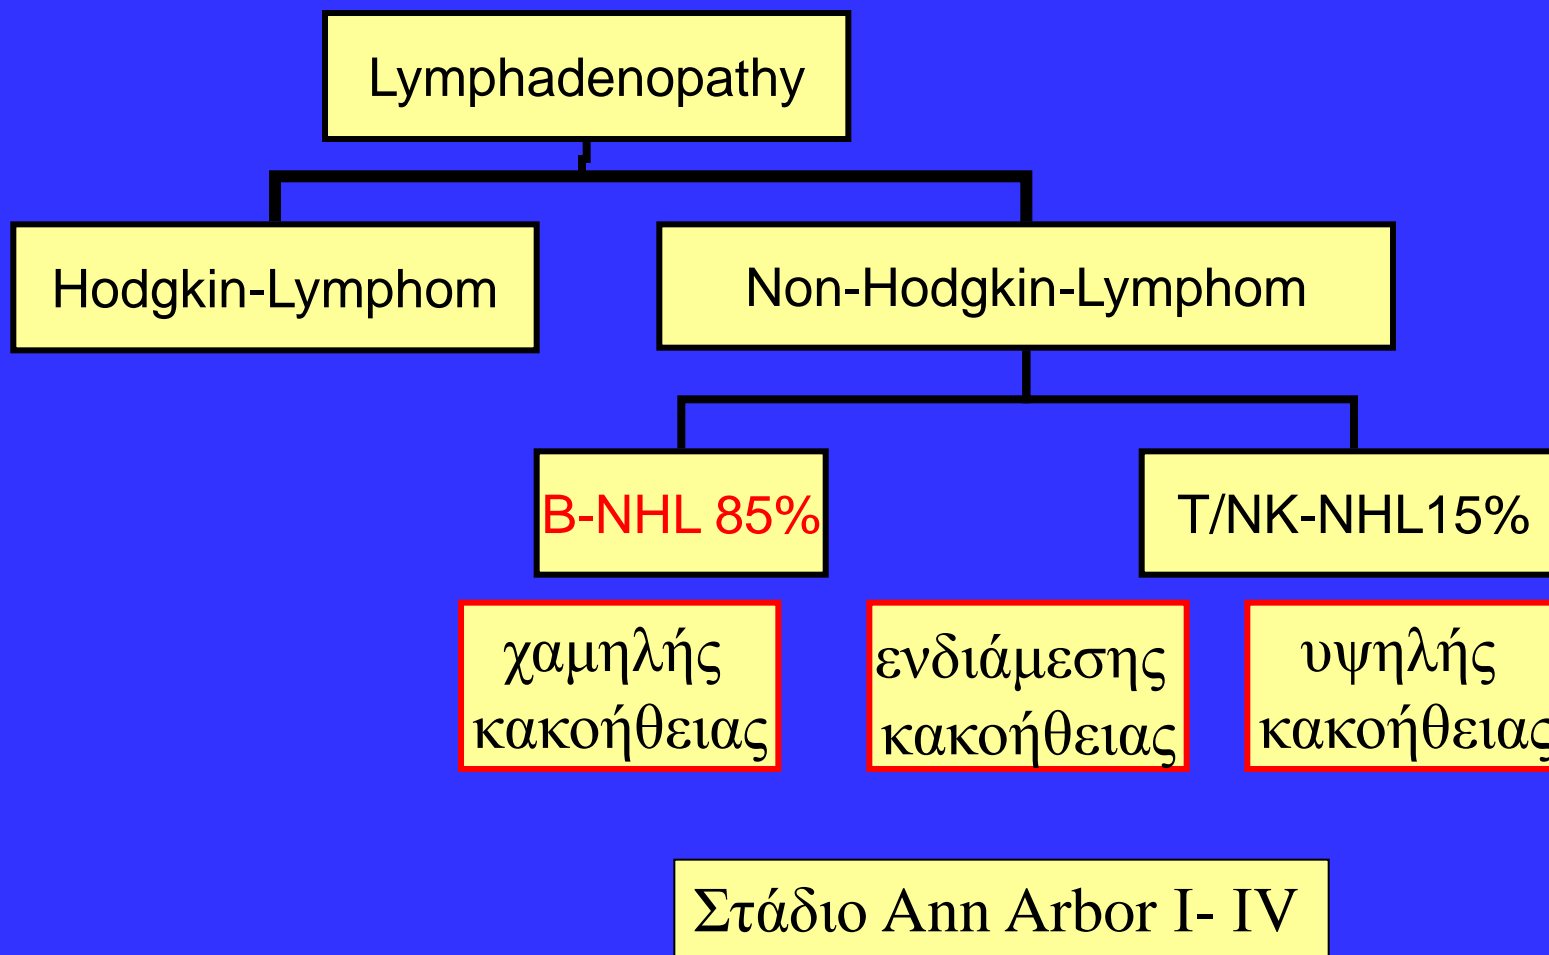 Lymphadenopathy
Hodgkin-Lymphom
Non-Hodgkin-Lymphom
B-NHL 85%
T/NK-NHL15%
χαμηλής
κακοήθειας
ενδιάμεσης
κακοήθειας
υψηλής
κακοήθειας
Στάδιο Ann Arbor I- IV